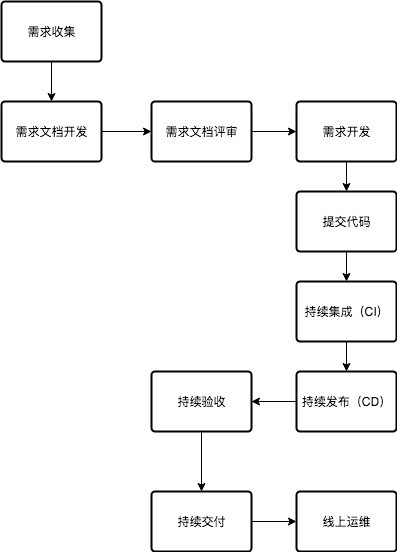 需求收集
需求文档开发
需求文档评审
需求开发
提交代码
持续集成（CI）
持续发布（CD）
持续验收
持续交付
线上运维